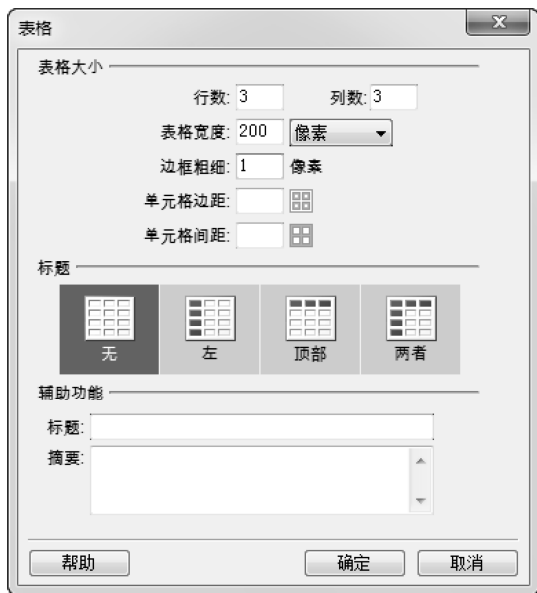 表格
表格大小
行数: 3 列数: 3
表格宽度: 200 像素
边框粗细: 1 像素
单元格边距:
单元格间距:
标题
无 左 顶部 两者
辅助功能
标题:
摘要:
帮助 确定 取消